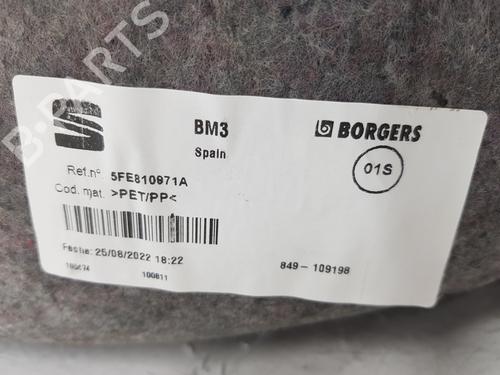 BM3
BORGERS
Spain
01S
Ref.nº 5FE810971A
Cod. mat. >PET/PP<
Fecha: 25/08/2022 18:22
849-109198
100811
B-PARTS